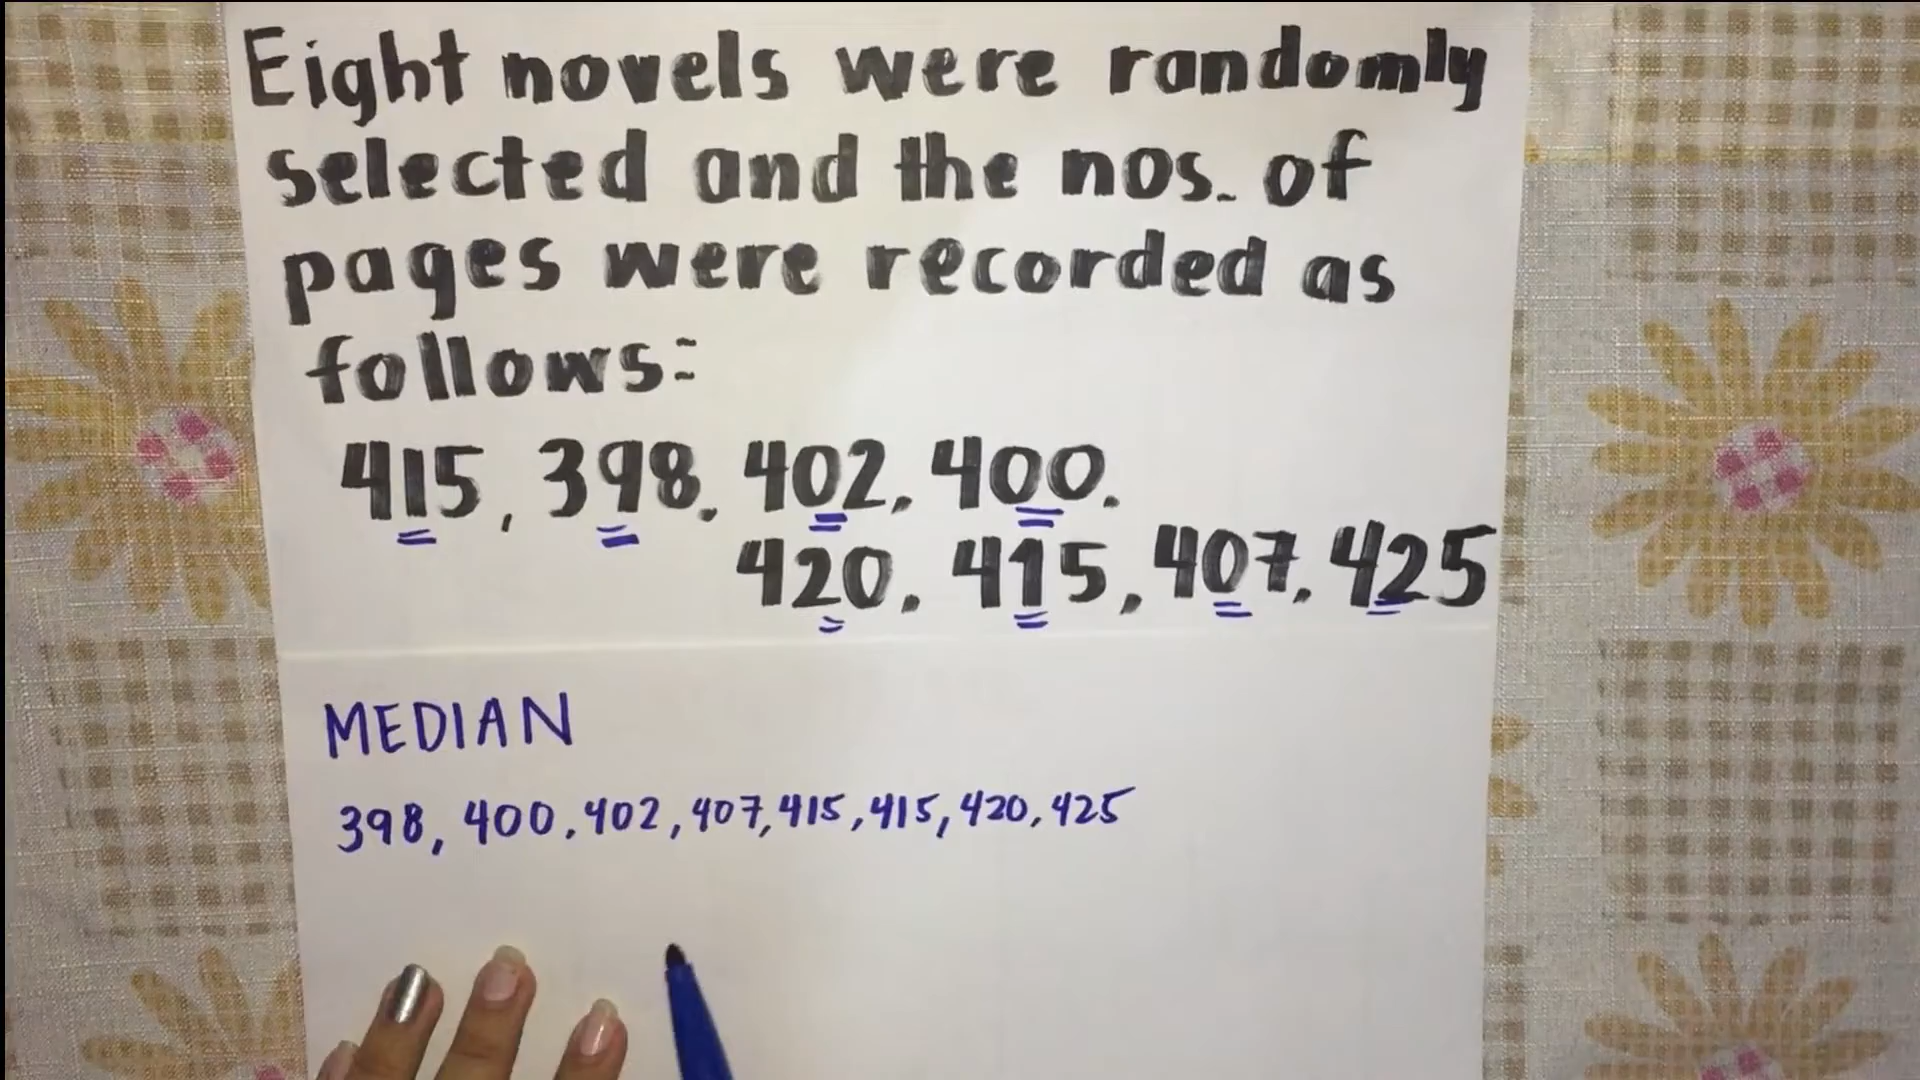 Eight novels were randomly
selected and the nos. of
pages were recorded as
follows:
415, 398, 402, 400,
420, 415, 407, 425
MEDIAN
398, 400, 402, 407, 415, 415, 420, 425